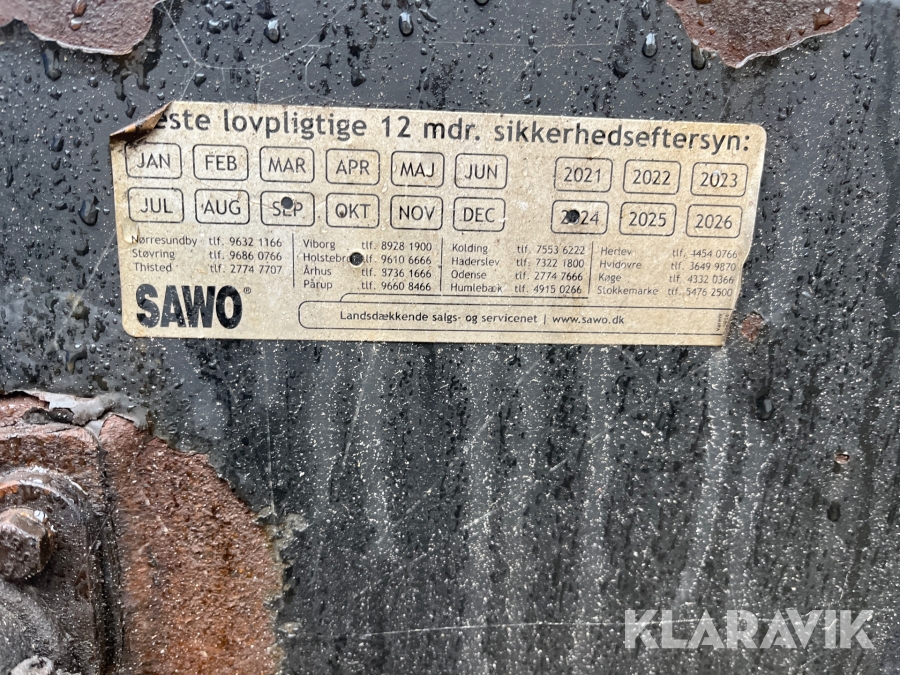 este lovpligtige 12 mdr. sikkerhedseftersyn:
JAN FEB MAR APR MAJ JUN 2021 2022 2023
JUL AUG SEP OKT NOV DEC 2024 2025 2026
Nørresundby tlf. 9632 1166
Støvring tlf. 9686 0766
Thisted tlf. 2774 7707
Viborg tlf. 8928 1900
Holstebro tlf. 9610 6666
Århus tlf. 8736 1666
Pårup tlf. 9660 8466
Kolding tlf. 7553 6222
Haderslev tlf. 7322 1800
Odense tlf. 2774 7666
Humlebæk tlf. 4915 0266
Hedev tlf. 4454 0766
Hvidovre tlf. 3649 9870
Køge tlf. 4332 0366
Stokkemarke tlf. 5476 2500
SAWO®
Landsdækkende salgs- og servicenet | www.sawo.dk
KLARAVIK